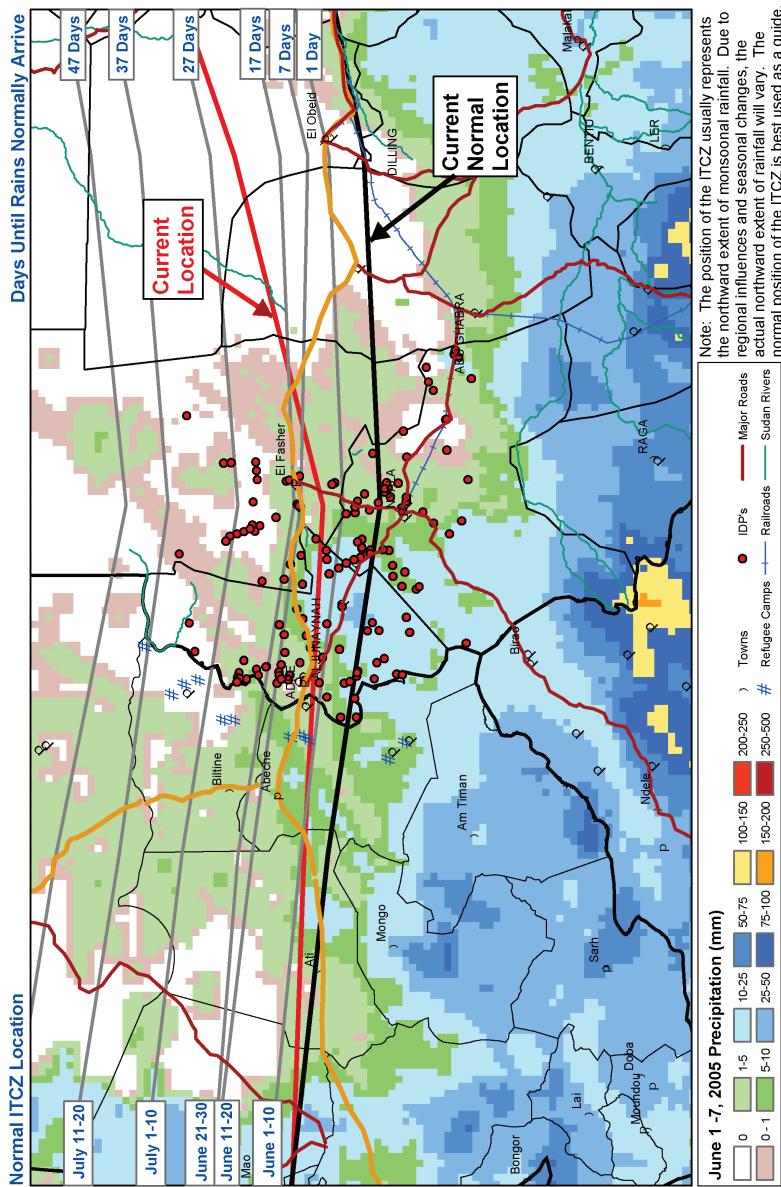 Normal ITCZ Location
Days Until Rains Normally Arrive
July 11-20
July 1-10
June 21-30
June 11-20
June 1-10
47 Days
37 Days
27 Days
17 Days
7 Days
1 Day
Current
Location
Current
Normal
Location
Mao
Ati
Biltine
Abeche
ADRE
AL JUNAYNAH
El Fasher
El Obeid
DILLING
Malakal
BENTIU
LER
RAGA
Birao
Ndele
Am Timan
Mongo
Sarh
Lai
Bongor
Moundou
Doba
June 1 -7, 2005 Precipitation (mm)
0
1-5
10-25
50-75
100-150
200-250
0 - 1
5-10
25-50
75-100
150-200
250-500
Towns
IDP's
Major Roads
Refugee Camps
Railroads
Sudan Rivers
Note: The position of the ITCZ usually represents
the northward extent of monsoonal rainfall. Due to
regional influences and seasonal changes, the
actual northward extent of rainfall will vary. The
normal position of the ITCZ is best used as a guide.